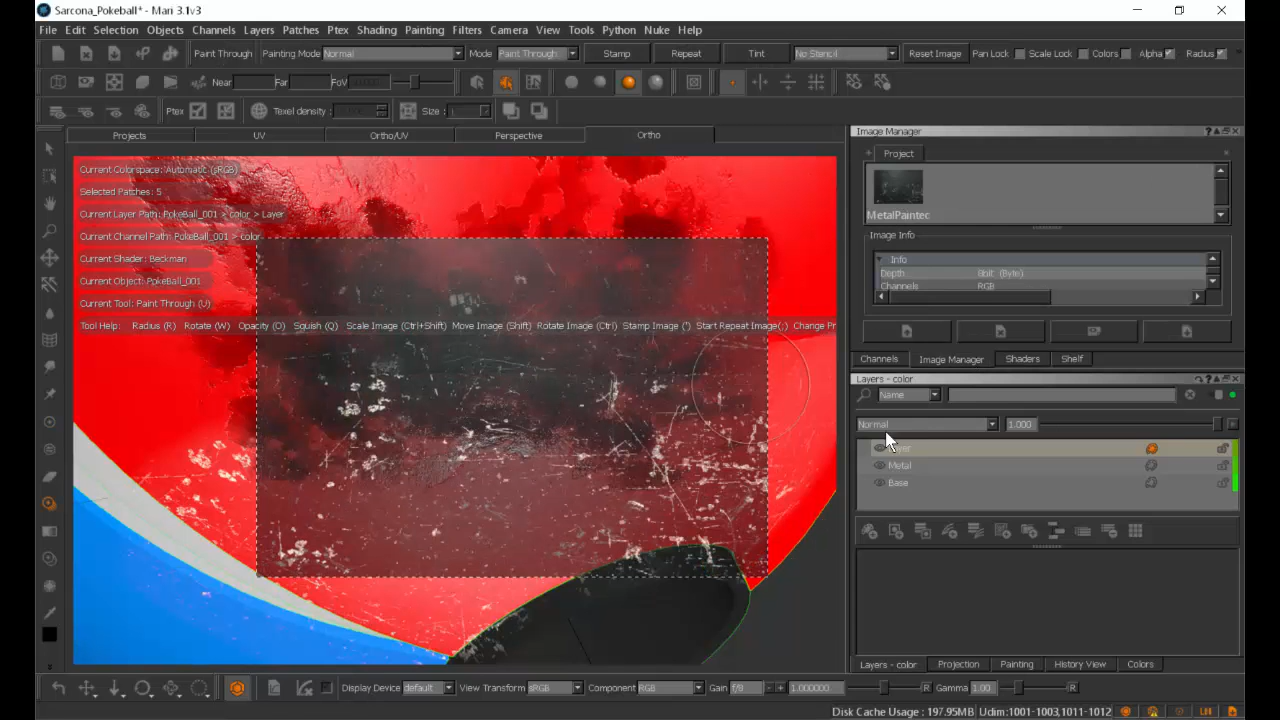 Sarcona_Pokeball* - Mari 3.1v3
File Edit Selection Objects Channels Layers Patches Ptex Shading Painting Filters Camera View Tools Python Nuke Help
Paint Through Painting Mode Normal Mode Paint Through Stamp Repeat Tint No Stencil Reset Image Pan Lock Scale Lock Colors Alpha Radius
Near Far FoV
Ptex Texel density: Size :
Projects UV Ortho/UV Perspective Ortho
Current Colorspace: Automatic (sRGB)
Selected Patches: 5
Current Layer Path: PokeBall_001 > color > Layer
Current Channel Path: PokeBall_001 > color
Current Shader: Beckman
Current Object: PokeBall_001
Current Tool: Paint Through (U)
Tool Help: Radius (R) Rotate (W) Opacity (O) Squish (Q) Scale Image (Ctrl+Shift) Move Image (Shift) Rotate Image (Ctrl) Stamp Image (') Start Repeat Image(;) Change Pr
Image Manager
Project
MetalPaintec
Image Info
Info
Depth 8bit (Byte)
Channels RGB
Channels Image Manager Shaders Shelf
Layers - color
Name
Normal 1.000
Metal
Base
Layers - color Projection Painting History View Colors
Display Device default View Transform sRGB Component RGB Gain f/8 1.000000 R Gamma 1.00 R
Disk Cache Usage : 197.95MB Udim:1001-1003,1011-1012